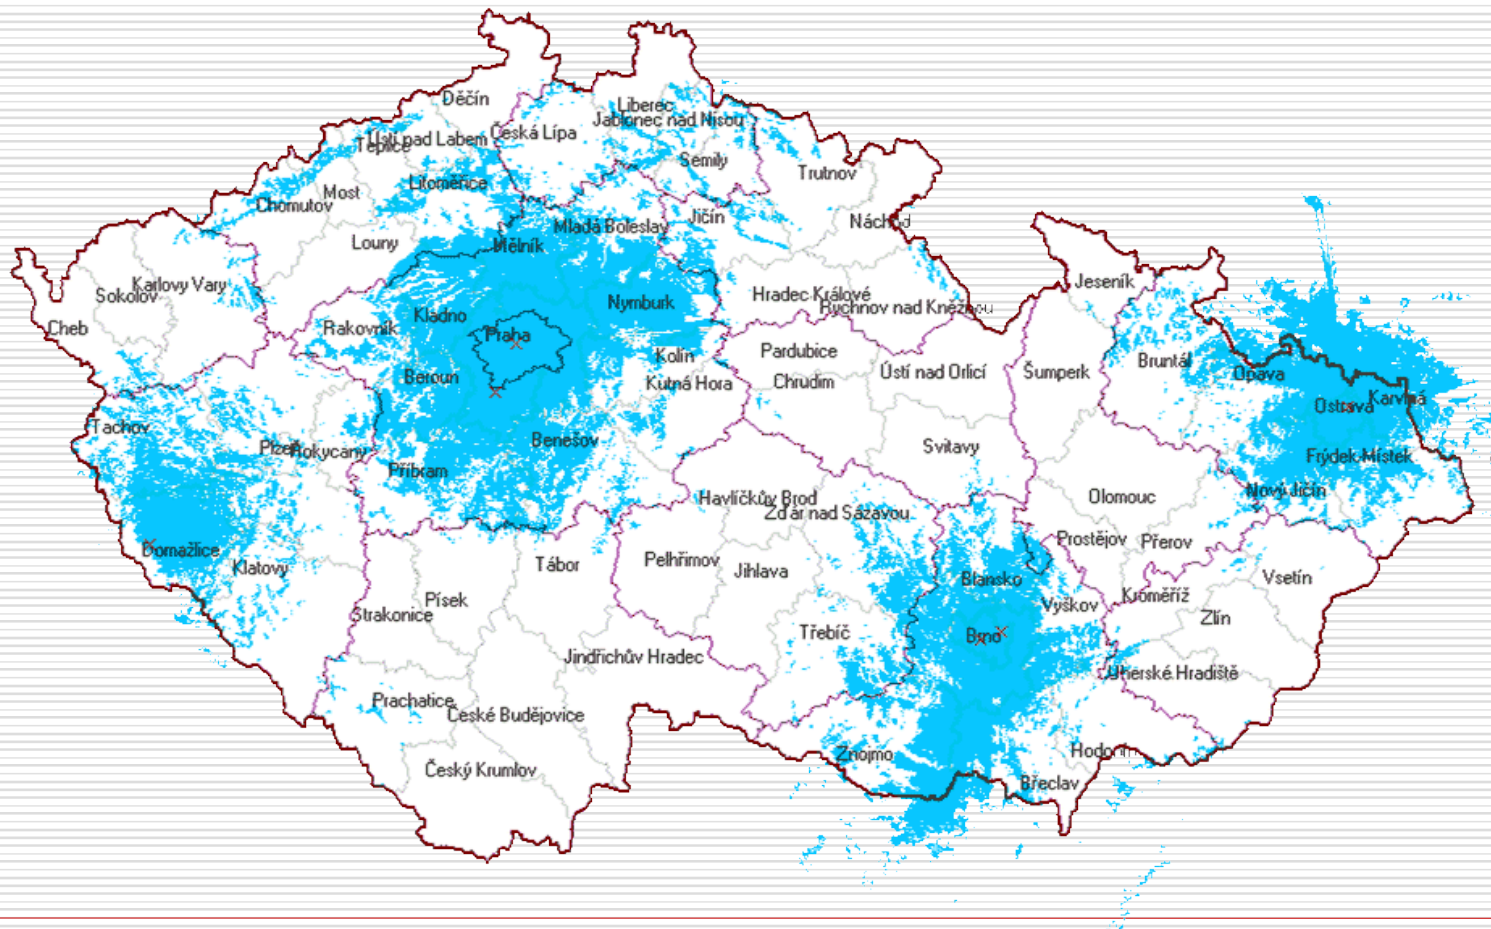 Děčín
Liberec
Jablonec nad Nisou
Ústí nad Labem
Česká Lípa
Teplice
Semily
Trutnov
Most
Litoměřice
Chomutov
Jičín
Náchod
Mladá Boleslav
Louny
Mělník
Jeseník
Karlovy Vary
Sokolov
Hradec Králové
Nymburk
Rychnov nad Kněžnou
Kladno
Cheb
Rakovník
Praha
Pardubice
Kolín
Bruntál
Ústí nad Orlicí
Šumperk
Opava
Beroun
Kutná Hora
Chrudim
Karviná
Ostrava
Tachov
Benešov
Plzeň
Rokycany
Svitavy
Frýdek-Místek
Příbram
Nový Jičín
Havlíčkův Brod
Olomouc
Žďár nad Sázavou
Prostějov
Přerov
Domažlice
Tábor
Pelhřimov
Klatovy
Jihlava
Blansko
Vsetín
Písek
Kroměříž
Vyškov
Strakonice
Zlín
Třebíč
Brno
Jindřichův Hradec
Uherské Hradiště
Prachatice
České Budějovice
Znojmo
Hodonín
Český Krumlov
Břeclav